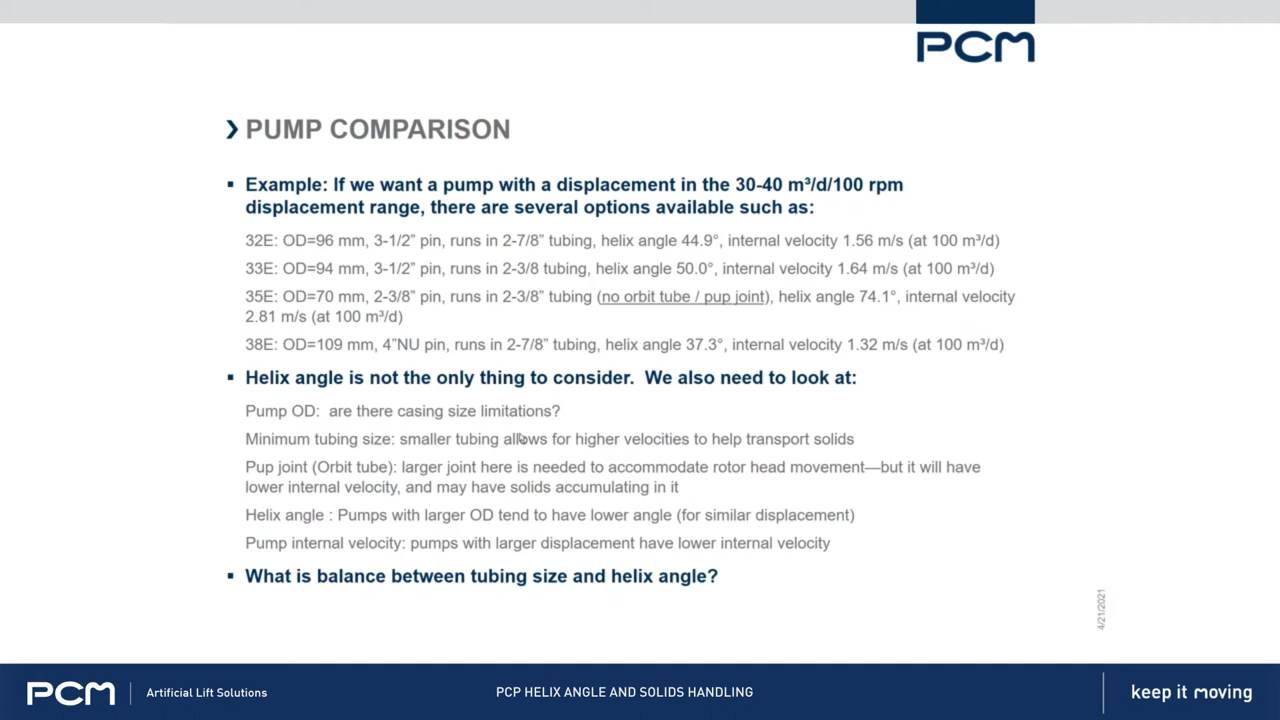 PCM
PUMP COMPARISON
▪ Example: If we want a pump with a displacement in the 30-40 m³/d/100 rpm
displacement range, there are several options available such as:
32E: OD=96 mm, 3-1/2” pin, runs in 2-7/8” tubing, helix angle 44.9°, internal velocity 1.56 m/s (at 100 m³/d)
33E: OD=94 mm, 3-1/2” pin, runs in 2-3/8 tubing, helix angle 50.0°, internal velocity 1.64 m/s (at 100 m³/d)
35E: OD=70 mm, 2-3/8” pin, runs in 2-3/8” tubing (no orbit tube / pup joint), helix angle 74.1°, internal velocity
2.81 m/s (at 100 m³/d)
38E: OD=109 mm, 4”NU pin, runs in 2-7/8” tubing, helix angle 37.3°, internal velocity 1.32 m/s (at 100 m³/d)
▪ Helix angle is not the only thing to consider. We also need to look at:
Pump OD: are there casing size limitations?
Minimum tubing size: smaller tubing allows for higher velocities to help transport solids
Pup joint (Orbit tube): larger joint here is needed to accommodate rotor head movement—but it will have
lower internal velocity, and may have solids accumulating in it
Helix angle : Pumps with larger OD tend to have lower angle (for similar displacement)
Pump internal velocity: pumps with larger displacement have lower internal velocity
▪ What is balance between tubing size and helix angle?
4/21/2021
PCM
Artificial Lift Solutions
PCP HELIX ANGLE AND SOLIDS HANDLING
keep it moving